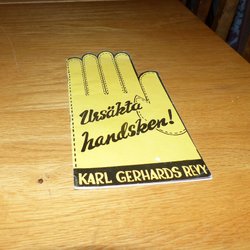 Ursäkta
handsken!
KARL GERHARDS REVY